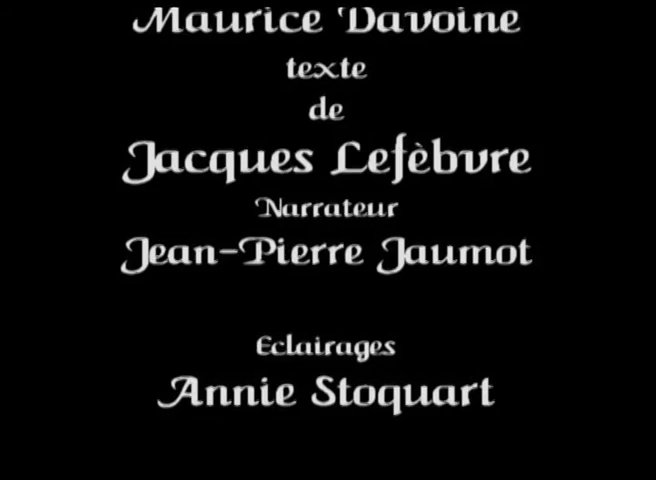 Maurice Davoine
texte
de
Jacques Lefèbvre
Narrateur
Jean-Pierre Jaumot
Eclairages
Annie Stoquart